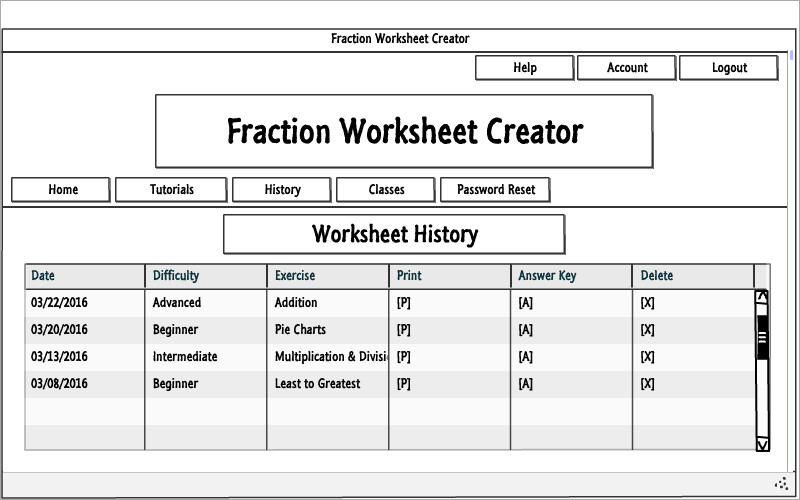 Fraction Worksheet Creator
Help Account Logout
Fraction Worksheet Creator
Home Tutorials History Classes Password Reset
Worksheet History
Date Difficulty Exercise Print Answer Key Delete
03/22/2016 Advanced Addition [P] [A] [X]
03/20/2016 Beginner Pie Charts [P] [A] [X]
03/13/2016 Intermediate Multiplication & Divisi [P] [A] [X]
03/08/2016 Beginner Least to Greatest [P] [A] [X]